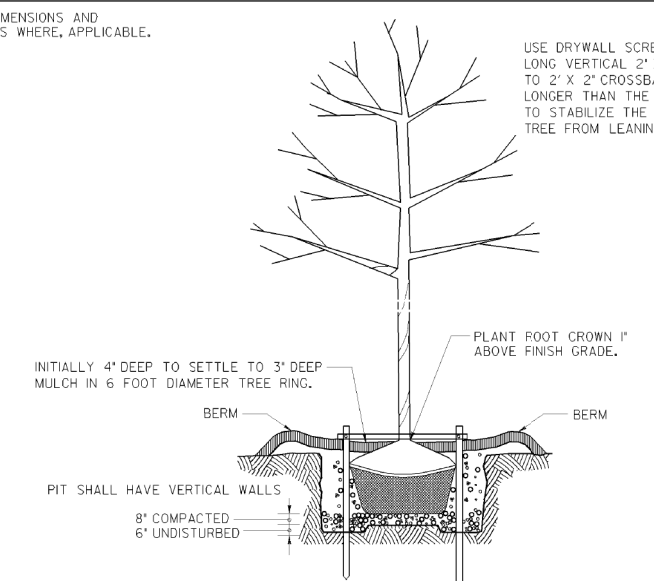 MENSIONS AND
S WHERE, APPLICABLE.
USE DRYWALL SCRE
LONG VERTICAL 2"
TO 2' X 2" CROSSBA
LONGER THAN THE
TO STABILIZE THE
TREE FROM LEANIN
PLANT ROOT CROWN 1"
ABOVE FINISH GRADE.
INITIALLY 4" DEEP TO SETTLE TO 3" DEEP
MULCH IN 6 FOOT DIAMETER TREE RING.
BERM
BERM
PIT SHALL HAVE VERTICAL WALLS
8" COMPACTED
6" UNDISTURBED